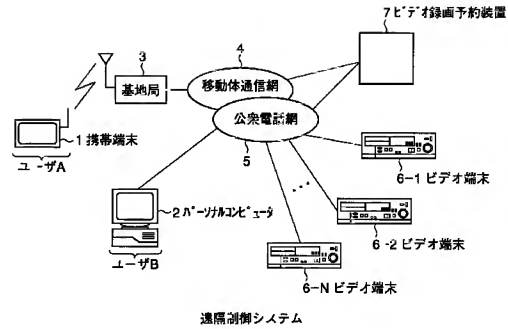 7 ビデオ録画予約装置
4
3
移動体通信網
基地局
公衆電話網
1 携帯端末
5
ユーザA
6-1 ビデオ端末
2 パーソナルコンピュータ
6-2 ビデオ端末
ユーザB
6-N ビデオ端末
遠隔制御システム